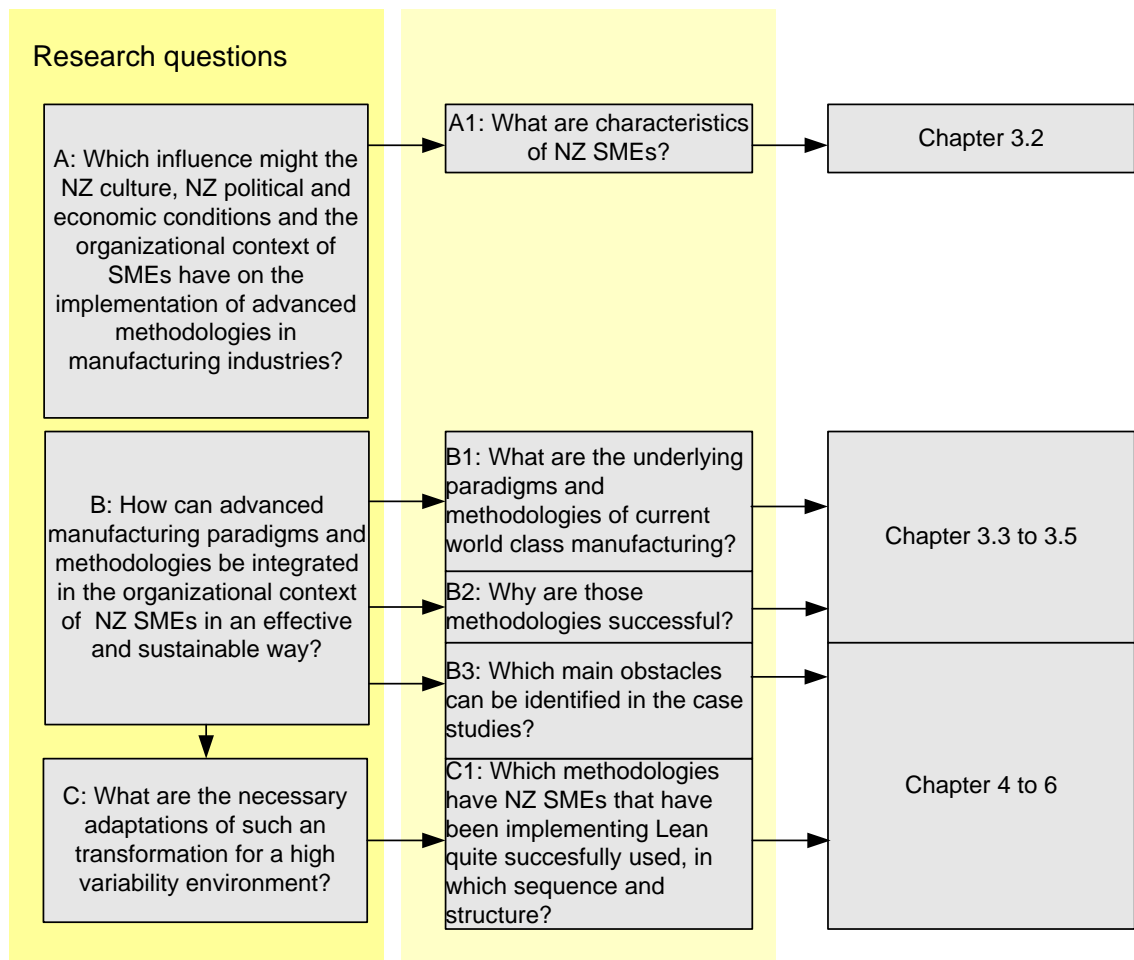 Research questions
A: Which influence might the
NZ culture, NZ political and
economic conditions and the
organizational context of
SMEs have on the
implementation of advanced
methodologies in
manufacturing industries?
A1: What are characteristics
of NZ SMEs?
Chapter 3.2
B: How can advanced
manufacturing paradigms and
methodologies be integrated
in the organizational context
of NZ SMEs in an effective
and sustainable way?
B1: What are the underlying
paradigms and
methodologies of current
world class manufacturing?
B2: Why are those
methodologies successful?
Chapter 3.3 to 3.5
B3: Which main obstacles
can be identified in the case
studies?
C: What are the necessary
adaptations of such an
transformation for a high
variability environment?
C1: Which methodologies
have NZ SMEs that have
been implementing Lean
quite succesfully used, in
which sequence and
structure?
Chapter 4 to 6